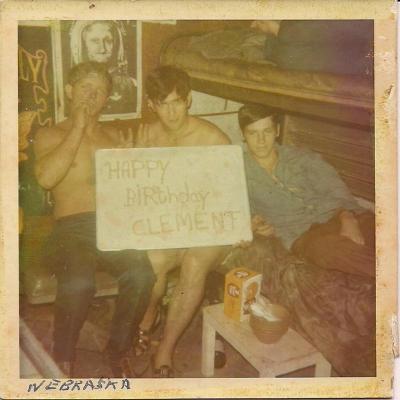 HAPPY
BIRTHDAY
CLEMENT
NEBRASKA